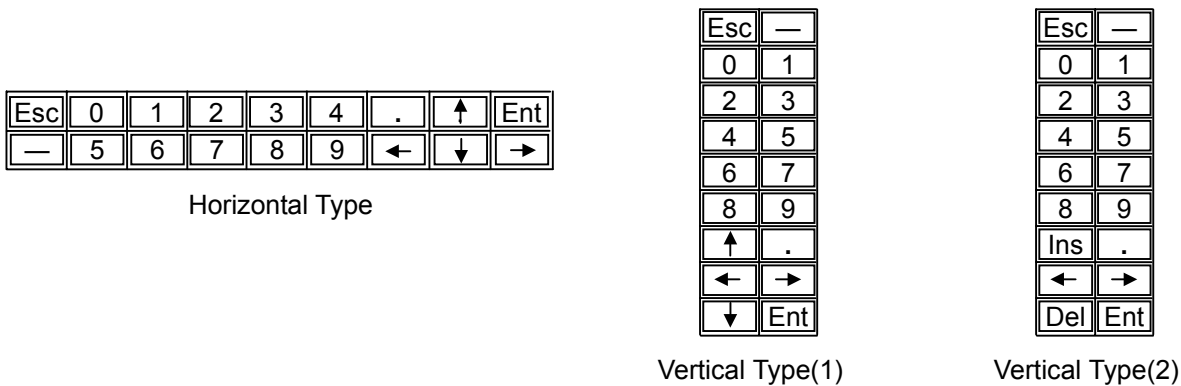 Esc 0 1 2 3 4 . ↑ Ent
— 5 6 7 8 9 ← ↓ →
Horizontal Type
Esc —
0 1
2 3
4 5
6 7
8 9
↑ .
← →
↓ Ent
Vertical Type(1)
Esc —
0 1
2 3
4 5
6 7
8 9
Ins .
← →
Del Ent
Vertical Type(2)